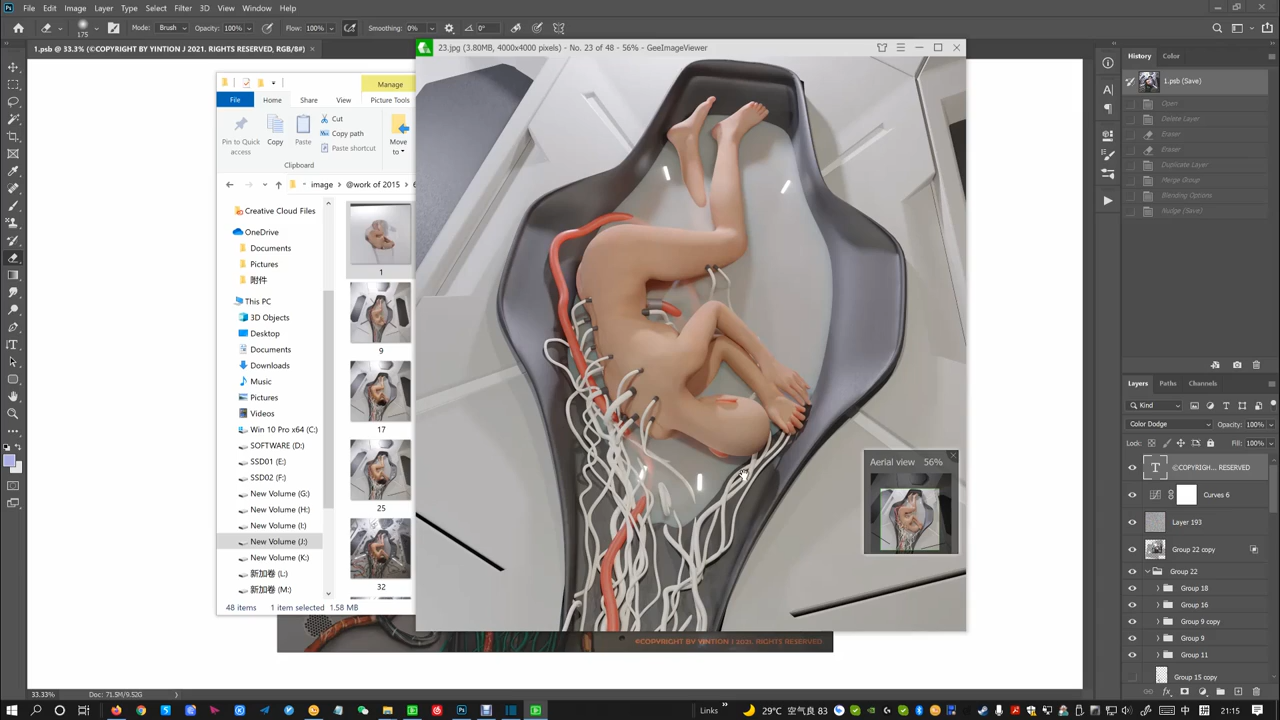 File Edit Image Layer Type Select Filter 3D View Window Help
175 Mode: Brush Opacity: 100% Flow: 100% Smoothing: 0% 0°
1.psb @ 33.3% (©COPYRIGHT BY YINTION J 2021. RIGHTS RESERVED, RGB/8#)
23.jpg (3.80MB, 4000x4000 pixels) - No. 23 of 48 - 56% - GeeImageViewer
Manage
File Home Share View Picture Tools
Pin to Quick access
Copy
Paste
Cut
Copy path
Paste shortcut
Move to
Clipboard
image @work of 2015
Creative Cloud Files
OneDrive
Documents
Pictures
附件
This PC
3D Objects
Desktop
Documents
Downloads
Music
Pictures
Videos
Win 10 Pro x64 (C:)
SOFTWARE (D:)
SSD01 (E:)
SSD02 (F:)
New Volume (G:)
New Volume (H:)
New Volume (I:)
New Volume (J:)
New Volume (K:)
新加卷 (L:)
新加卷 (M:)
1
9
17
25
32
48 items 1 item selected 1.58 MB
Aerial view 56%
©COPYRIGHT BY YINTION J 2021. RIGHTS RESERVED.
History Color
1.psb (Save)
Open
Delete Layer
Eraser
Eraser
Duplicate Layer
Merge Group
Blending Options
Nudge (Save)
Layers Paths Channels
Kind
Color Dodge Opacity: 100%
Lock: Fill: 100%
©COPYRIGH... RESERVED
Curves 6
Layer 193
Group 22 copy
Group 22
Group 18
Group 16
Group 9 copy
Group 9
Group 11
Group 15 copy
33.33% Doc: 71.5M/9.52G
Links 29°C 空气良 83 英 21:15